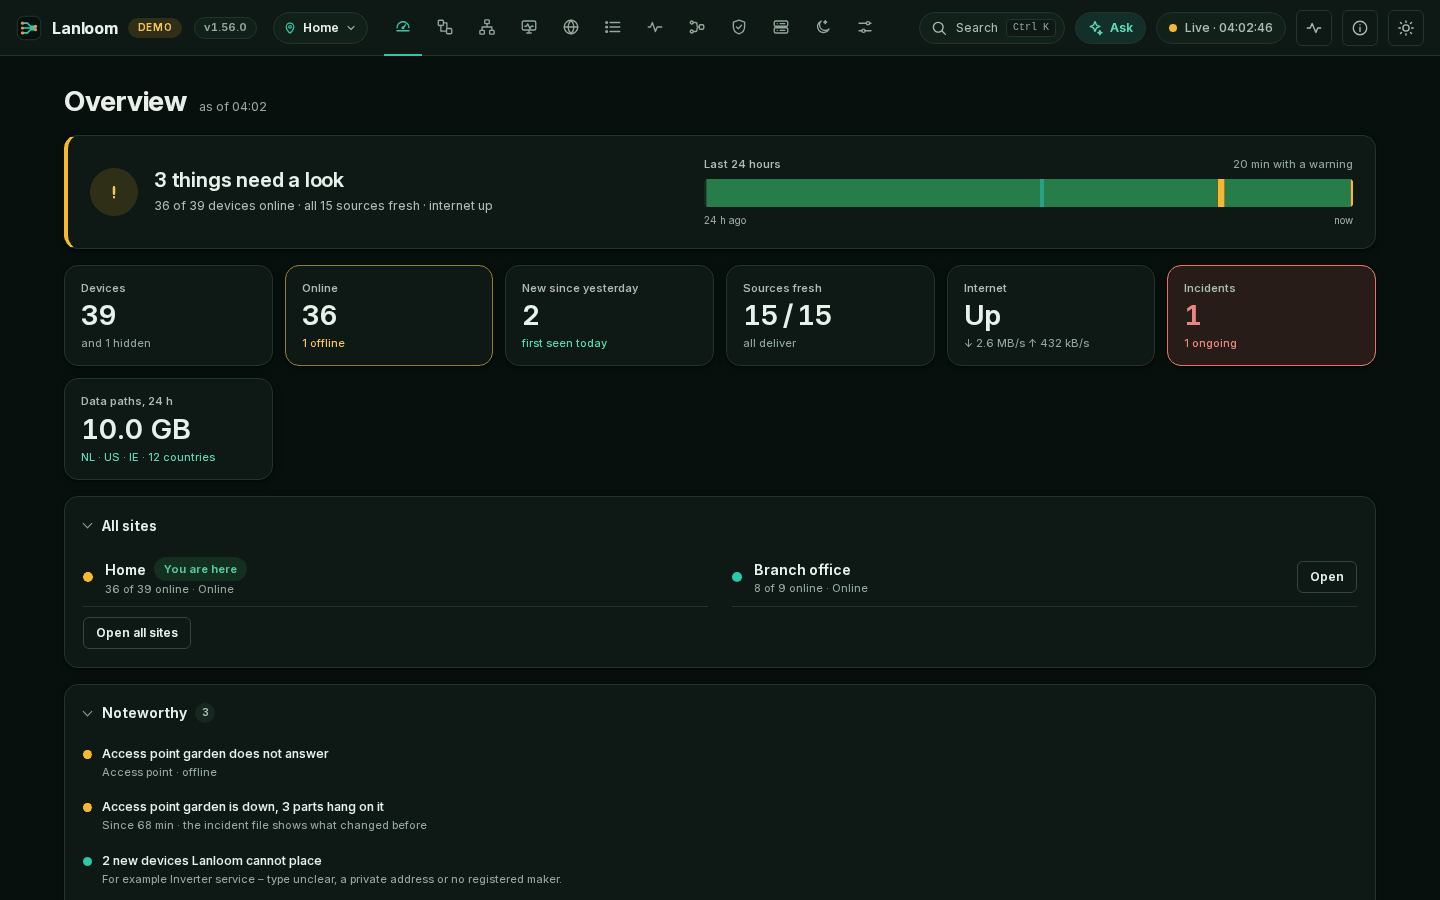 Lanloom DEMO v1.56.0 Home Search Ctrl K Ask Live · 04:02:46
Overview as of 04:02
3 things need a look
36 of 39 devices online · all 15 sources fresh · internet up
Last 24 hours 20 min with a warning
24 h ago now
Devices
39
and 1 hidden
Online
36
1 offline
New since yesterday
2
first seen today
Sources fresh
15 / 15
all deliver
Internet
Up
↓ 2.6 MB/s ↑ 432 kB/s
Incidents
1
1 ongoing
Data paths, 24 h
10.0 GB
NL · US · IE · 12 countries
All sites
Home You are here
36 of 39 online · Online
Branch office
8 of 9 online · Online
Open
Open all sites
Noteworthy 3
Access point garden does not answer
Access point · offline
Access point garden is down, 3 parts hang on it
Since 68 min · the incident file shows what changed before
2 new devices Lanloom cannot place
For example Inverter service – type unclear, a private address or no registered maker.